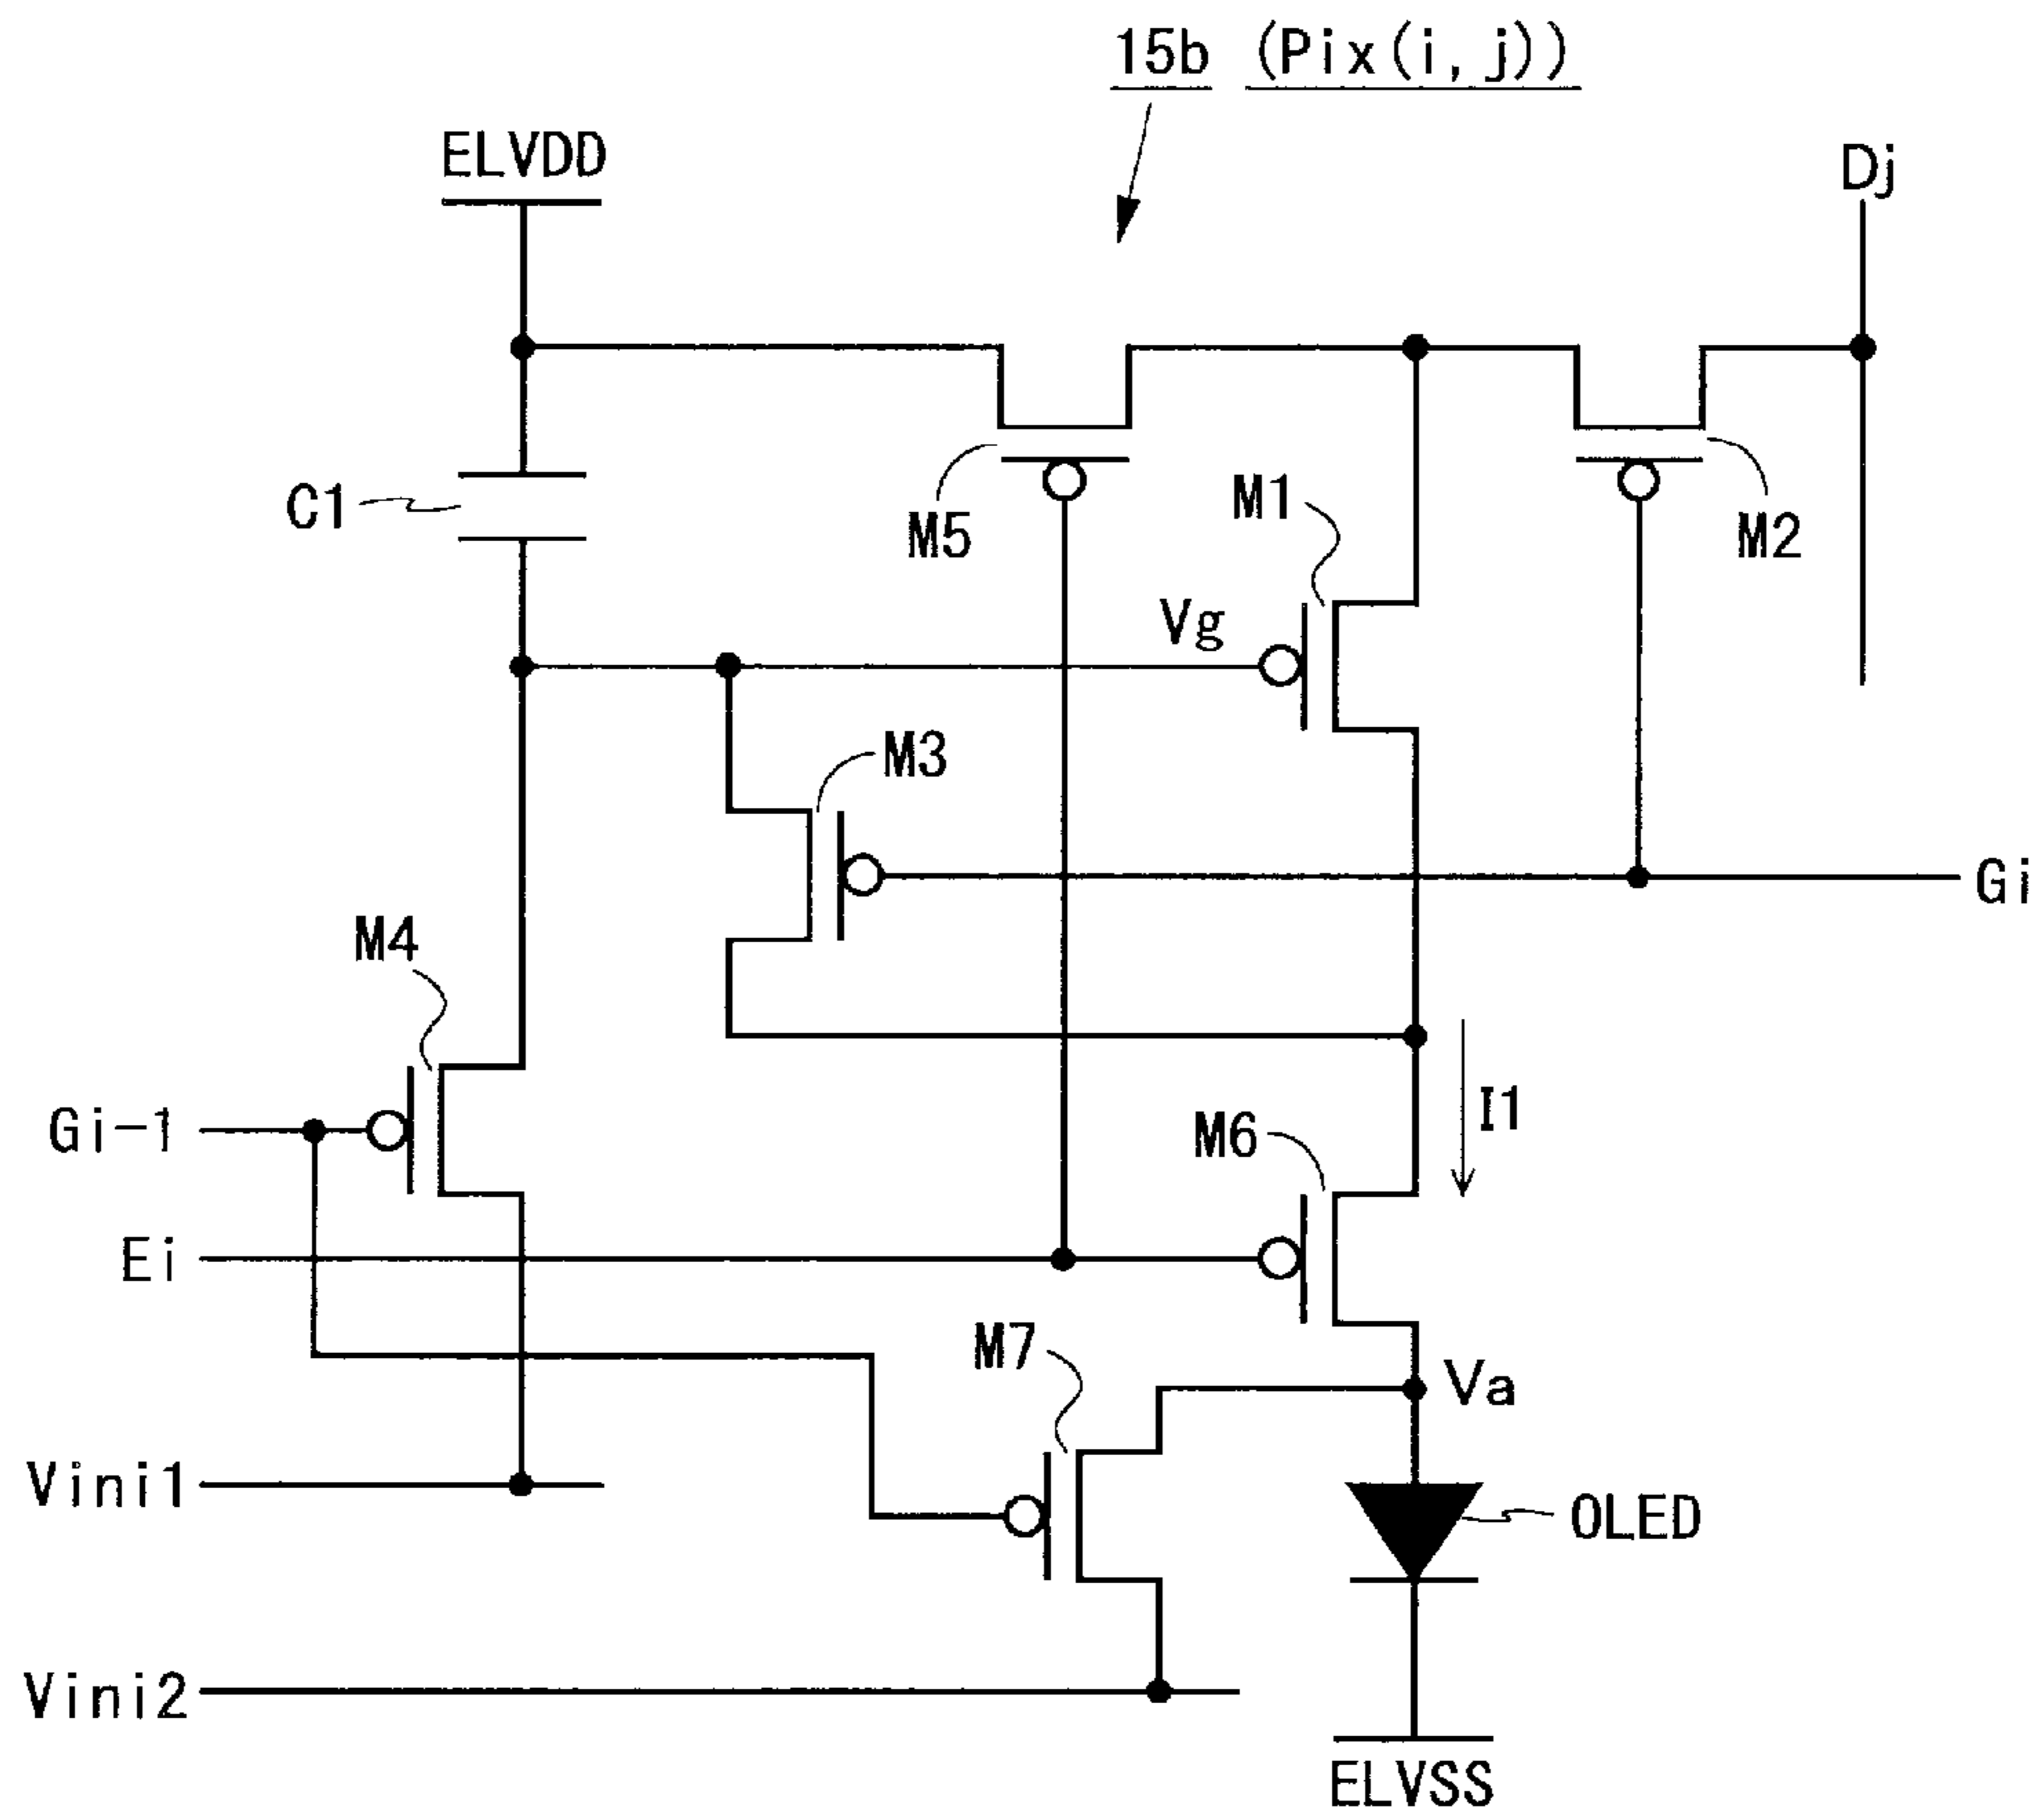 15b (Pix(i, j))
ELVDD
Dj
C1
M5
M1
M2
Vg
M3
Gi
M4
Gi-1
M6
I1
Ei
M7
Va
Vini1
OLED
Vini2
ELVSS